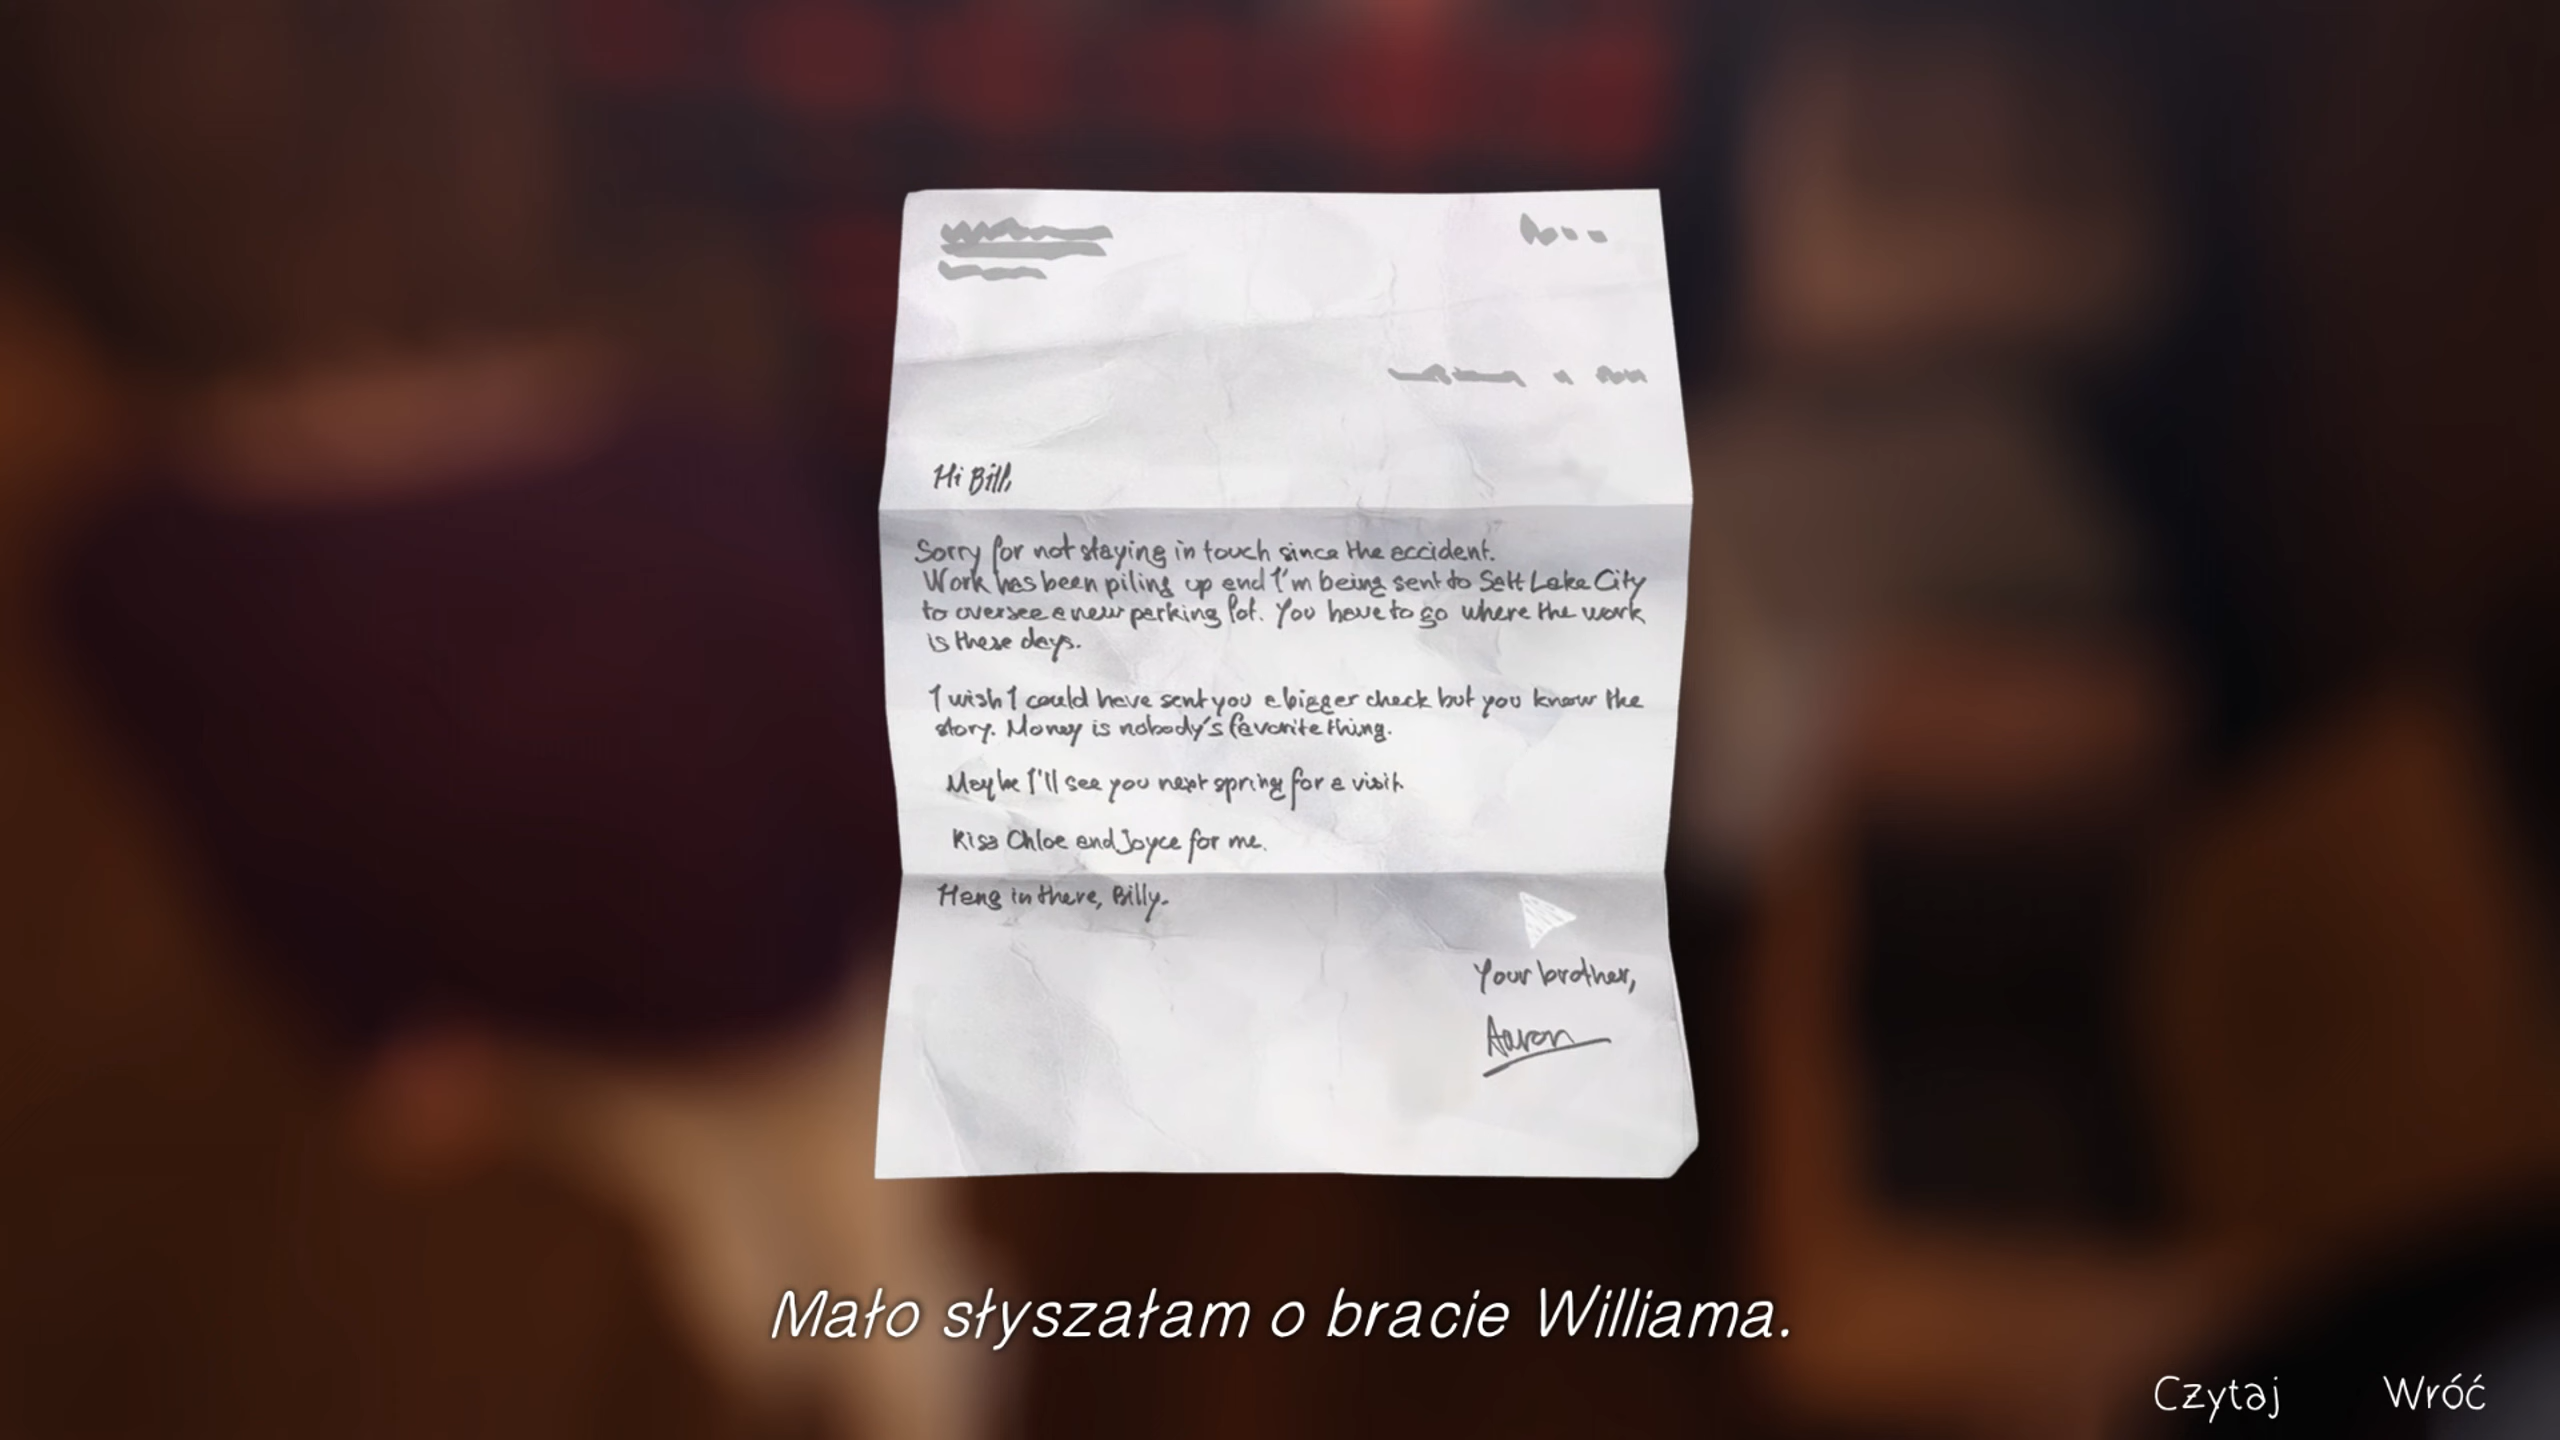 Hi Bill,
Sorry for not staying in touch since the accident.
Work has been piling up and I'm being sent to Salt Lake City
to oversee a new parking lot. You have to go where the work
is these days.
I wish I could have sent you a bigger check but you know the
story. Money is nobody's favorite thing.
Maybe I'll see you next spring for a visit.
Kiss Chloe and Joyce for me.
Hang in there, Billy.
Your brother,
Aaron
Mało słyszałam o bracie Williama.
Czytaj Wróć